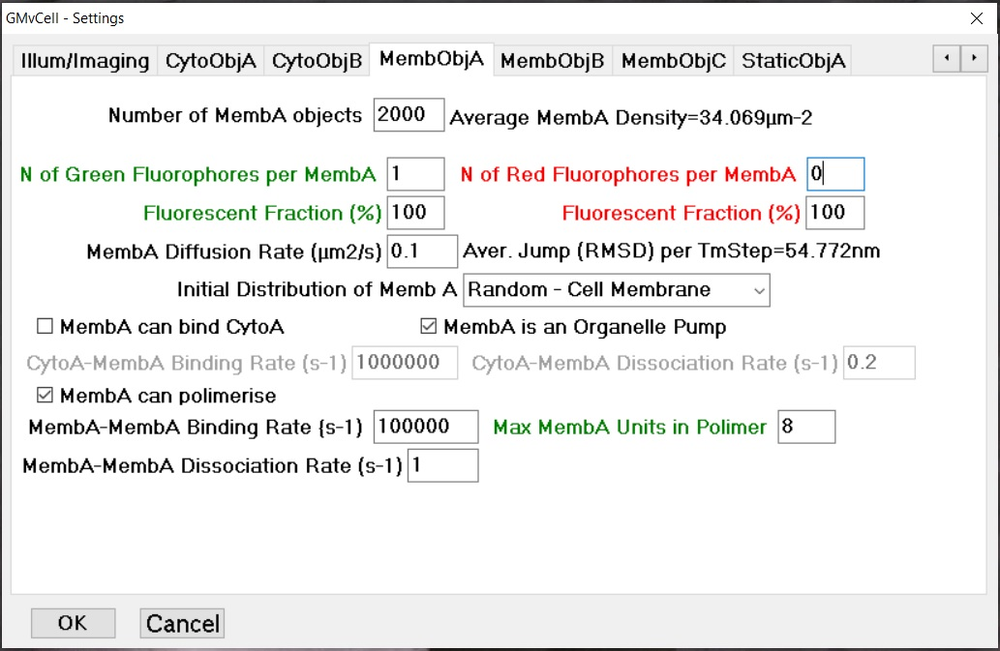 GMvCell - Settings
Illum/Imaging CytoObjA CytoObjB MembObjA MembObjB MembObjC StaticObjA
Number of MembA objects 2000 Average MembA Density=34.069µm-2
N of Green Fluorophores per MembA 1 N of Red Fluorophores per MembA 0
Fluorescent Fraction (%) 100 Fluorescent Fraction (%) 100
MembA Diffusion Rate (µm2/s) 0.1 Aver. Jump (RMSD) per TmStep=54.772nm
Initial Distribution of Memb A Random - Cell Membrane
MembA can bind CytoA MembA is an Organelle Pump
CytoA-MembA Binding Rate (s-1) 1000000 CytoA-MembA Dissociation Rate (s-1) 0.2
MembA can polimerise
MembA-MembA Binding Rate {s-1) 100000 Max MembA Units in Polimer 8
MembA-MembA Dissociation Rate (s-1) 1
OK Cancel